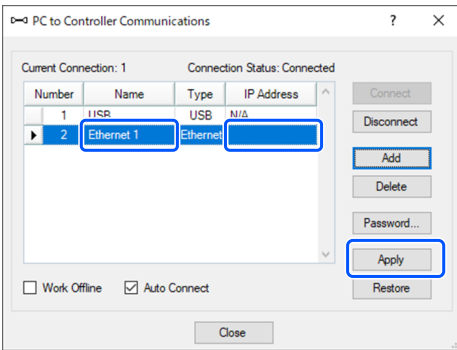 PC to Controller Communications
Current Connection: 1 Connection Status: Connected
Number Name Type IP Address
1 USB USB N/A
2 Ethernet 1 Ethernet
Connect
Disconnect
Add
Delete
Password...
Apply
Restore
Work Offline Auto Connect
Close